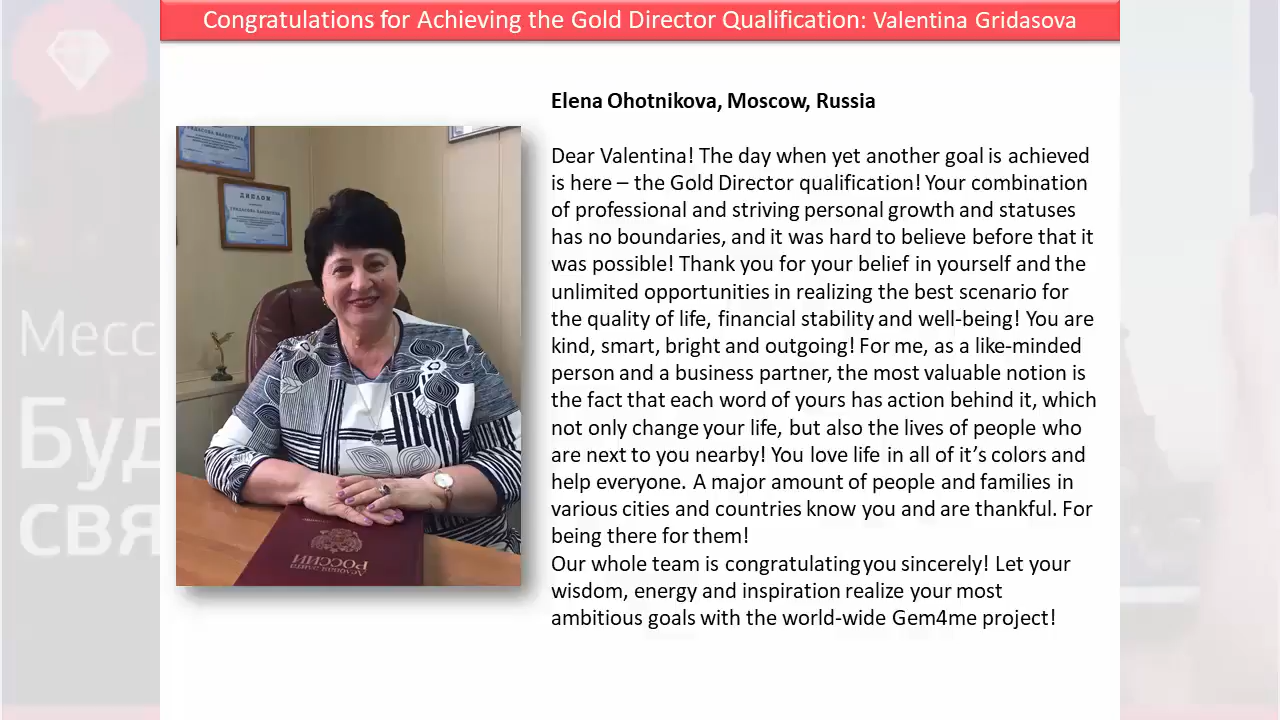 Congratulations for Achieving the Gold Director Qualification: Valentina Gridasova
Elena Ohotnikova, Moscow, Russia
Dear Valentina! The day when yet another goal is achieved
is here – the Gold Director qualification! Your combination
of professional and striving personal growth and statuses
has no boundaries, and it was hard to believe before that it
was possible! Thank you for your belief in yourself and the
unlimited opportunities in realizing the best scenario for
the quality of life, financial stability and well-being! You are
kind, smart, bright and outgoing! For me, as a like-minded
person and a business partner, the most valuable notion is
the fact that each word of yours has action behind it, which
not only change your life, but also the lives of people who
are next to you nearby! You love life in all of it’s colors and
help everyone. A major amount of people and families in
various cities and countries know you and are thankful. For
being there for them!
Our whole team is congratulating you sincerely! Let your
wisdom, energy and inspiration realize your most
ambitious goals with the world-wide Gem4me project!
ДИПЛОМ
РОССИИ
Месс
Буд
СВЯ